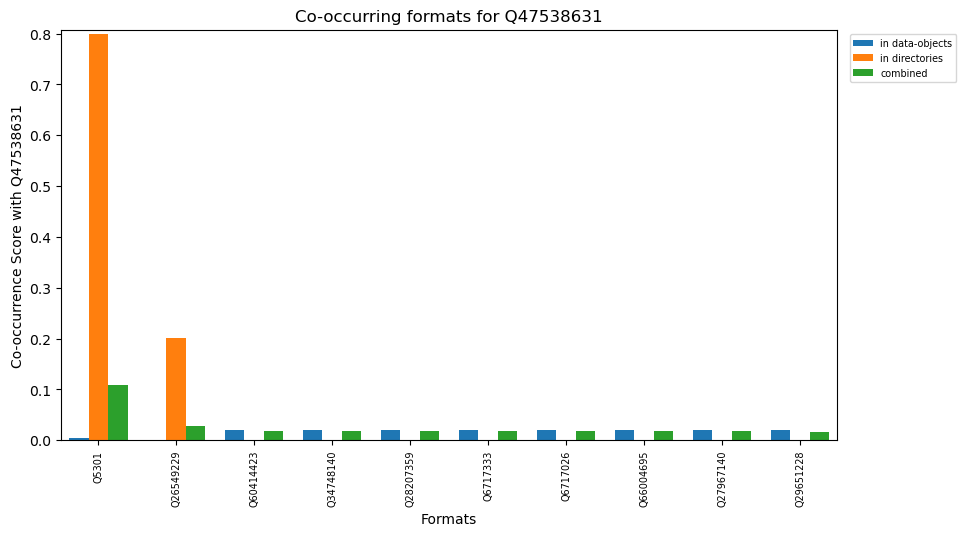 Co-occurring formats for Q47538631
in data-objects
in directories
combined
Co-occurrence Score with Q47538631
0.8
0.7
0.6
0.5
0.4
0.3
0.2
0.1
0.0
Q5301
Q26549229
Q60414423
Q34748140
Q28207359
Q6717333
Q6717026
Q66004695
Q27967140
Q29651228
Formats